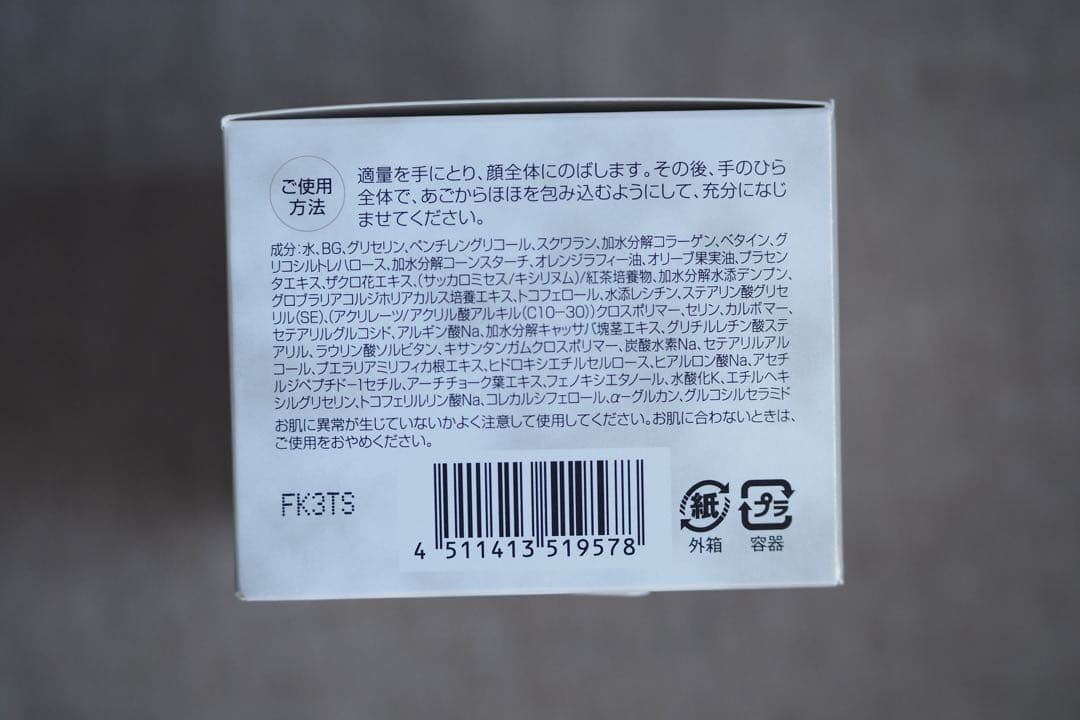 ご使用
方法
適量を手にとり、顔全体にのばします。その後、手のひら
全体で、あごからほほを包み込むようにして、充分になじ
ませてください。
成分:水、BG、グリセリン、ペンチレングリコール、スクワラン、加水分解コラーゲン、ベタイン、グ
リコシルトレハロース、加水分解コーンスターチ、オレンジラフィー油、オリーブ果実油、プラセン
タエキス、ザクロ花エキス、(サッカロミセス/キシリヌム)/紅茶培養物、加水分解水添デンプン、
グロブラリアコルジホリアカルス培養エキス、トコフェロール、水添レシチン、ステアリン酸グリセ
リル(SE)、(アクリレーツ/アクリル酸アルキル(C10-30))クロスポリマー、セリン、カルボマー、
セテアリルグルコシド、アルギン酸Na、加水分解キャッサバ塊茎エキス、グリチルレチン酸ステ
アリル、ラウリン酸ソルビタン、キサンタンガムクロスポリマー、炭酸水素Na、セテアリルアル
コール、プエラリアミリフィカ根エキス、ヒドロキシエチルセルロース、ヒアルロン酸Na、アセチ
ルジペプチド-1セチル、アーチチョーク葉エキス、フェノキシエタノール、水酸化K、エチルヘキ
シルグリセリン、トコフェリルリン酸Na、コレカルシフェロール、α-グルカン、グルコシルセラミド
お肌に異常が生じていないかよく注意して使用してください。お肌に合わないときは、
ご使用をおやめください。
FK3TS
4 511413 519578
紙
外箱
プラ
容器